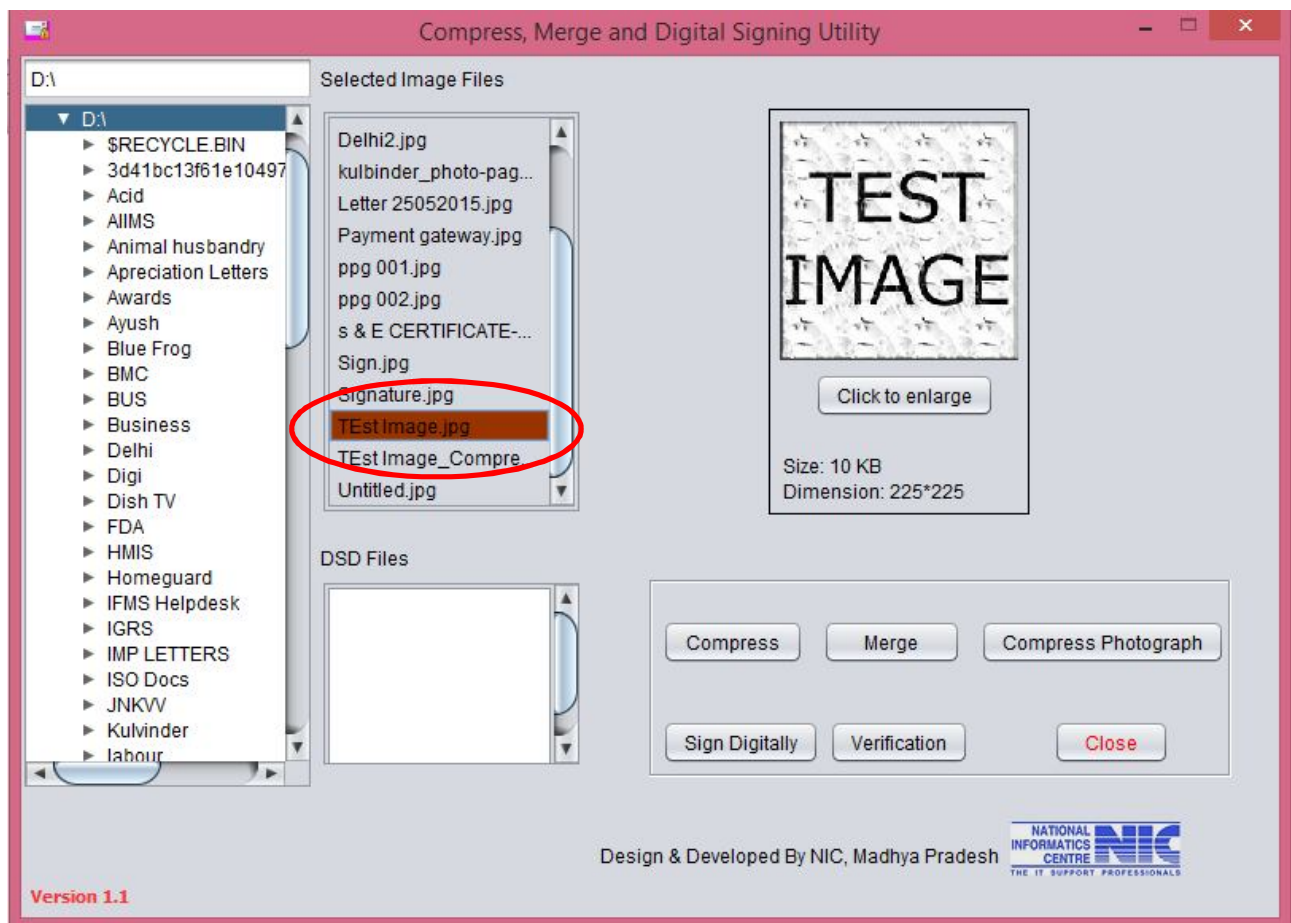 Compress, Merge and Digital Signing Utility
D:\
Selected Image Files
D:\
$RECYCLE.BIN
3d41bc13f61e10497
Acid
AIIMS
Animal husbandry
Apreciation Letters
Awards
Ayush
Blue Frog
BMC
BUS
Business
Delhi
Digi
Dish TV
FDA
HMIS
Homeguard
IFMS Helpdesk
IGRS
IMP LETTERS
ISO Docs
JNKVV
Kulvinder
labour
Delhi2.jpg
kulbinder_photo-pag...
Letter 25052015.jpg
Payment gateway.jpg
ppg 001.jpg
ppg 002.jpg
s & E CERTIFICATE-...
Sign.jpg
Signature.jpg
TEst Image.jpg
TEst Image_Compre...
Untitled.jpg
TEST
IMAGE
Click to enlarge
Size: 10 KB
Dimension: 225*225
DSD Files
Compress
Merge
Compress Photograph
Sign Digitally
Verification
Close
Design & Developed By NIC, Madhya Pradesh
NATIONAL
INFORMATICS
CENTRE
NIC
THE IT SUPPORT PROFESSIONALS
Version 1.1